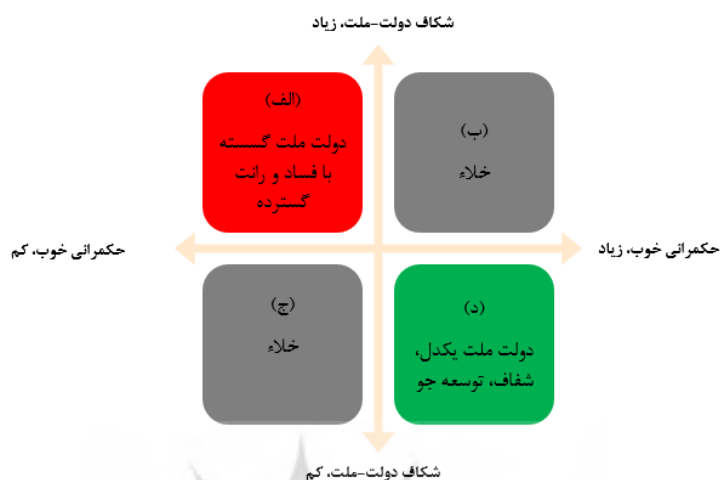 شکاف دولت-ملت، زیاد
(الف)
دولت ملت گسسته
با فساد و رانت
گسترده
(ب)
خلاء
حکمرانی خوب، کم
حکمرانی خوب، زیاد
(ج)
خلاء
(د)
دولت ملت یکدل،
شفاف، توسعه جو
شکاف دولت-ملت، کم